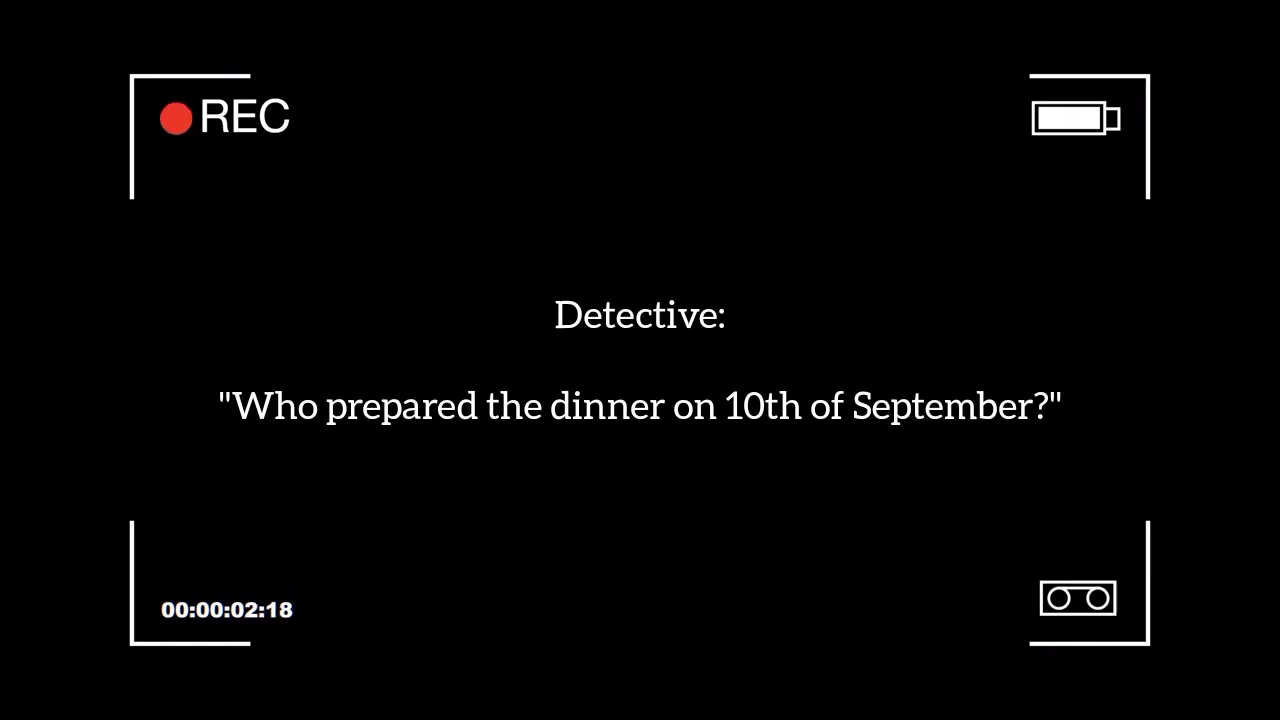 REC
Detective:
"Who prepared the dinner on 10th of September?"
00:00:02:18